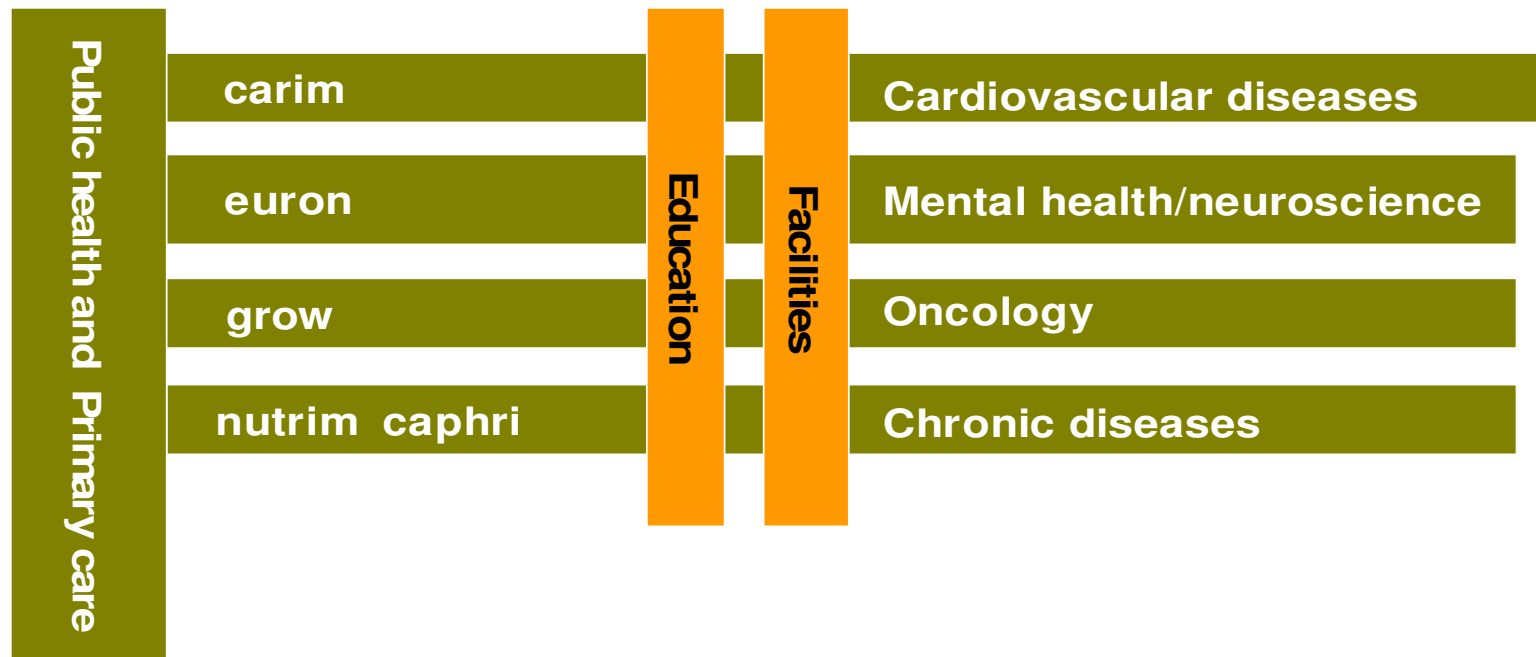 Public health and Primary care
carim
Cardiovascular diseases
euron
Mental health/neuroscience
grow
Oncology
nutrim caphri
Chronic diseases
Education
Facilities